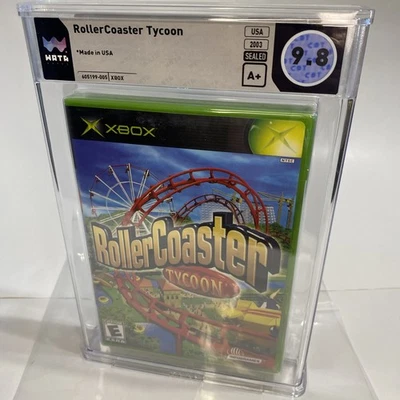 WATA
RollerCoaster Tycoon
*Made in USA
605199-005 XBOX
USA
2003
SEALED
A+
9.8
XBOX
RollerCoaster
TYCOON
E